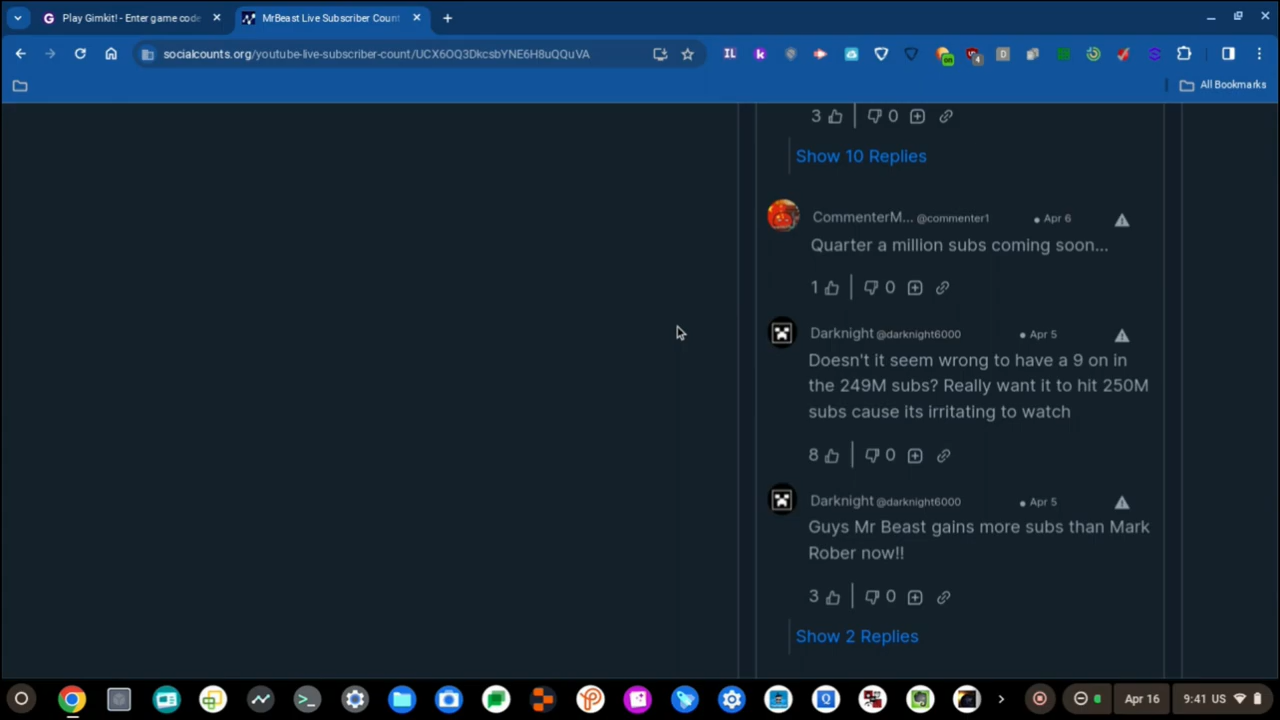 Play Gimkit! - Enter game code
MrBeast Live Subscriber Count
socialcounts.org/youtube-live-subscriber-count/UCX6OQ3DkcsbYNE6H8uQQuVA
All Bookmarks
3 0
Show 10 Replies
CommenterM... @commenter1 Apr 6
Quarter a million subs coming soon...
1 0
Darknight @darknight6000 Apr 5
Doesn't it seem wrong to have a 9 on in
the 249M subs? Really want it to hit 250M
subs cause its irritating to watch
8 0
Darknight @darknight6000 Apr 5
Guys Mr Beast gains more subs than Mark
Rober now!!
3 0
Show 2 Replies
Apr 16 9:41 US